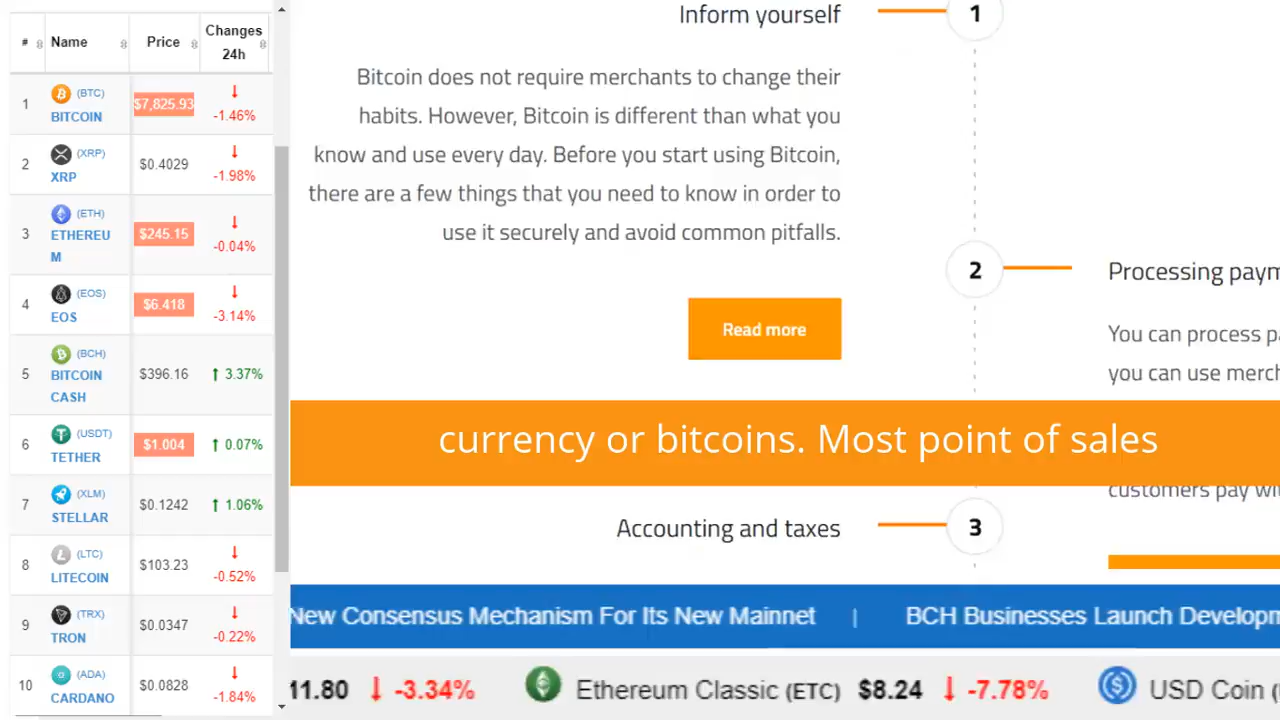 # Name Price Changes 24h
1 (BTC) BITCOIN $7,825.93 ↓ -1.46%
2 (XRP) XRP $0.4029 ↓ -1.98%
3 (ETH) ETHEREU M $245.15 ↓ -0.04%
4 (EOS) EOS $6.418 ↓ -3.14%
5 (BCH) BITCOIN CASH $396.16 ↑ 3.37%
6 (USDT) TETHER $1.004 ↑ 0.07%
7 (XLM) STELLAR $0.1242 ↑ 1.06%
8 (LTC) LITECOIN $103.23 ↓ -0.52%
9 (TRX) TRON $0.0347 ↓ -0.22%
10 (ADA) CARDANO $0.0828 ↓ -1.84%
Inform yourself
1
Bitcoin does not require merchants to change their
habits. However, Bitcoin is different than what you
know and use every day. Before you start using Bitcoin,
there are a few things that you need to know in order to
use it securely and avoid common pitfalls.
Read more
2
Processing paym
You can process pa
you can use merch
currency or bitcoins. Most point of sales
customers pay wit
Accounting and taxes
3
New Consensus Mechanism For Its New Mainnet | BCH Businesses Launch Developm
11.80 ↓ -3.34% Ethereum Classic (ETC) $8.24 ↓ -7.78% USD Coin (